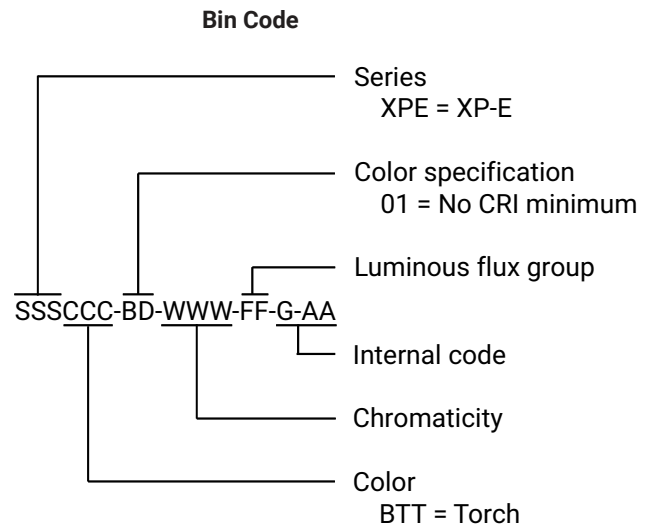 Bin Code
Series
XPE = XP-E
Color specification
01 = No CRI minimum
Luminous flux group
SSSCCC-BD-WWW-FF-G-AA
Internal code
Chromaticity
Color
BTT = Torch